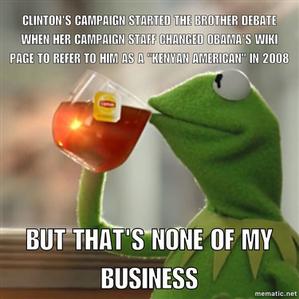 CLINTON'S CAMPAIGN STARTED THE BROTHER DEBATE
WHEN HER CAMPAIGN STAFF CHANGED OBAMA'S WIKI
PAGE TO REFER TO HIM AS A "KENYAN AMERICAN" IN 2008
Lipton
BUT THAT'S NONE OF MY
BUSINESS
mematic.net